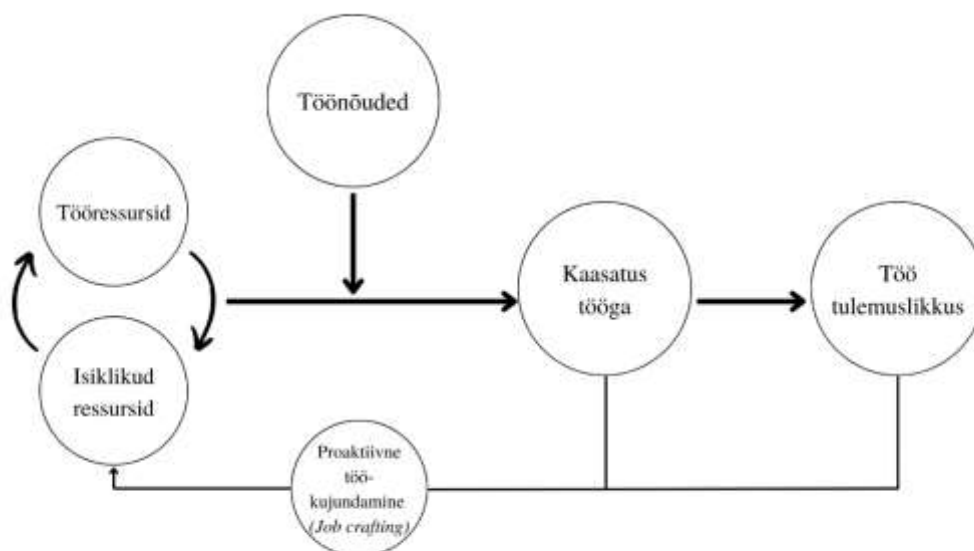 Töönõuded
Tööressursid
Isiklikud
ressursid
Kaasatus
tööga
Töö
tulemuslikkus
Proaktiivne
töö-
kujundamine
(Job crafting)